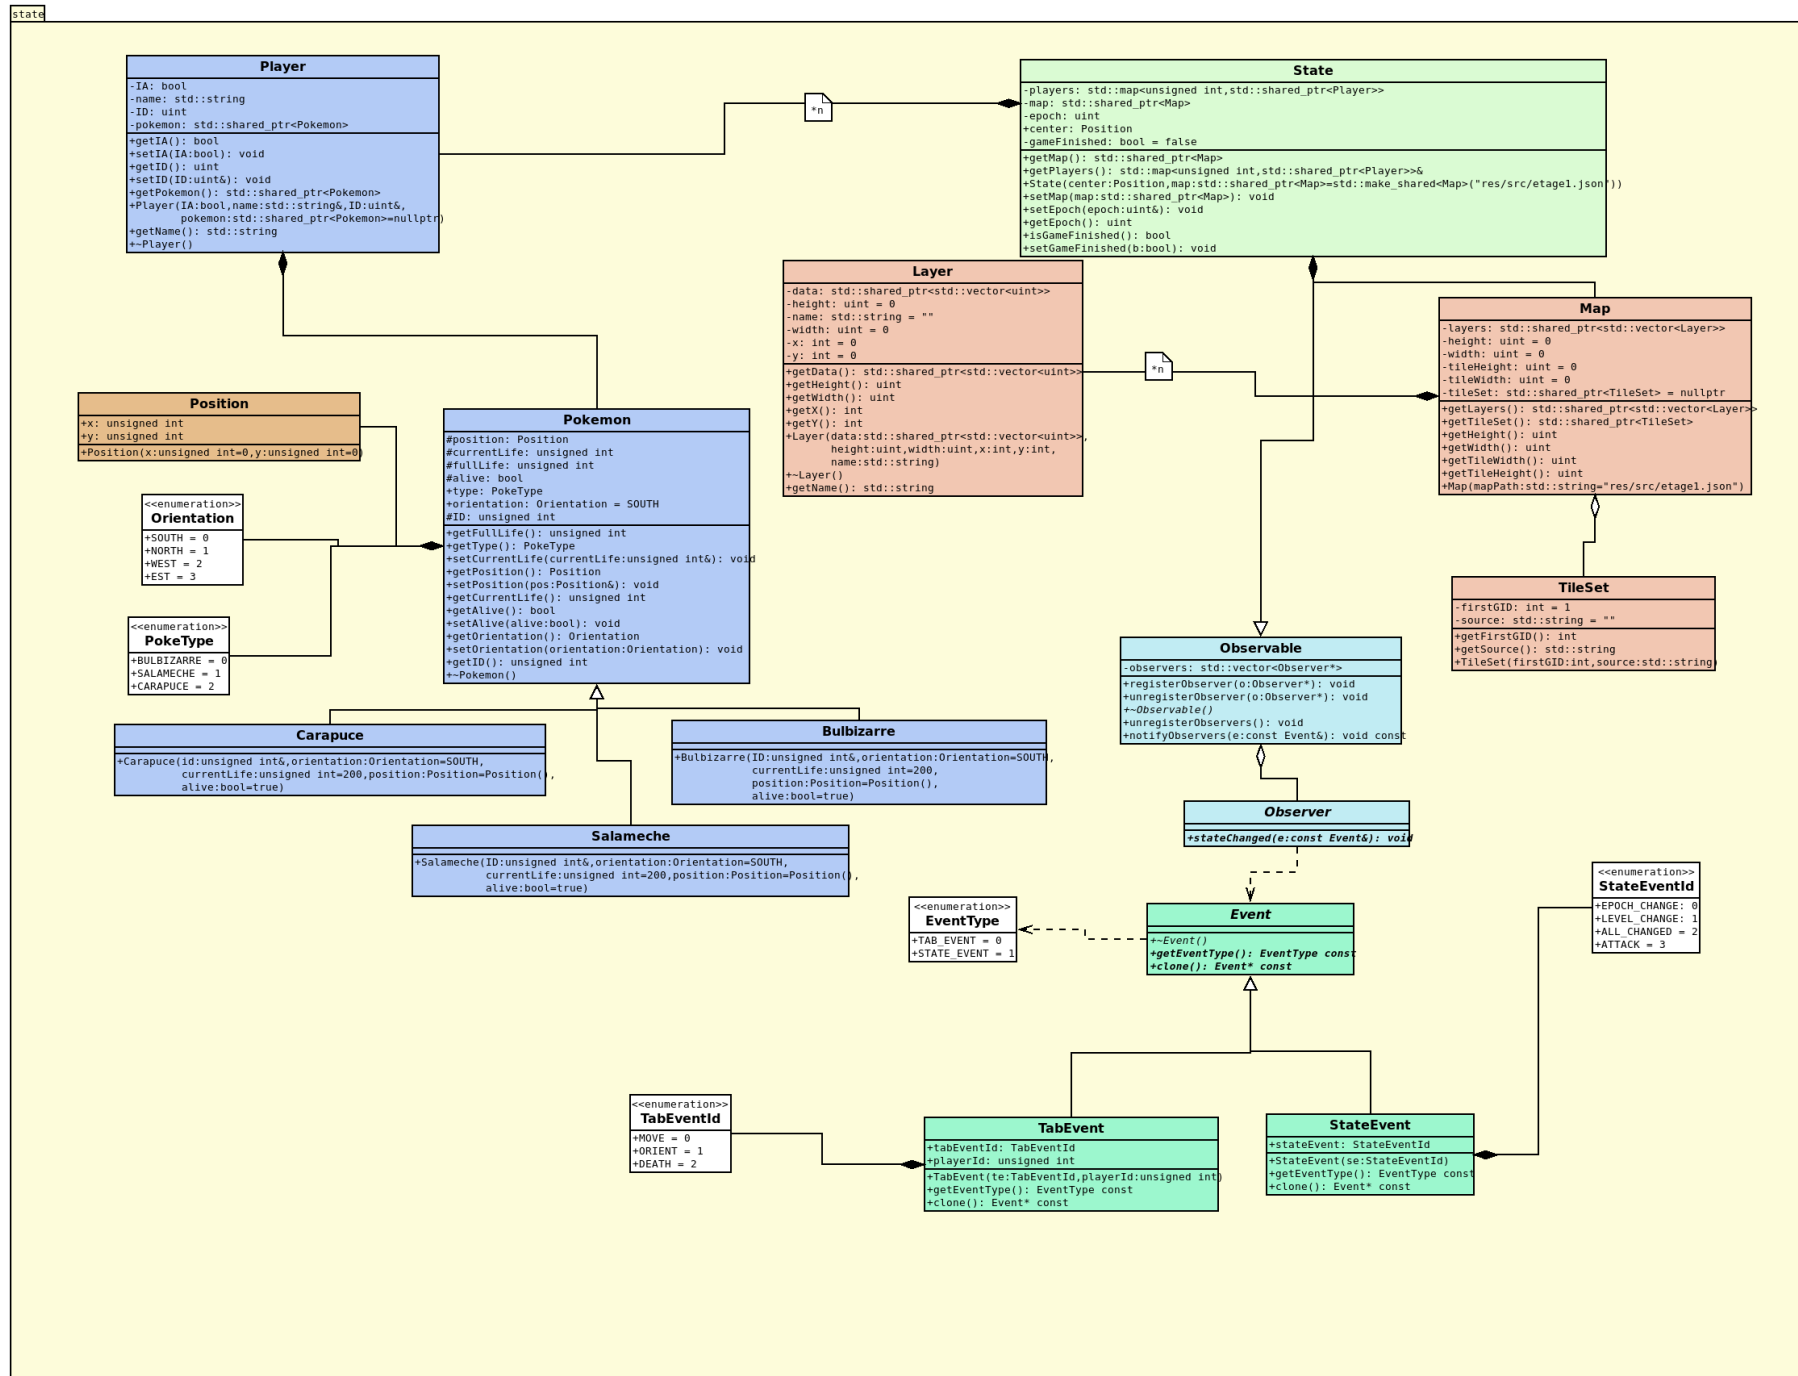 state
Player
-IA: bool
-name: std::string
-ID: uint
-pokemon: std::shared_ptr<Pokemon>
+getIA(): bool
+setIA(IA:bool): void
+getID(): uint
+setID(ID:uint&): void
+getPokemon(): std::shared_ptr<Pokemon>
+Player(IA:bool,name:std::string&,ID:uint&,
pokemon:std::shared_ptr<Pokemon>=nullptr)
+getName(): std::string
+~Player()
*n
State
-players: std::map<unsigned int,std::shared_ptr<Player>>
-map: std::shared_ptr<Map>
-epoch: uint
+center: Position
-gameFinished: bool = false
+getMap(): std::shared_ptr<Map>
+getPlayers(): std::map<unsigned int,std::shared_ptr<Player>>&
+State(center:Position,map:std::shared_ptr<Map>=std::make_shared<Map>("res/src/etage1.json"))
+setMap(map:std::shared_ptr<Map>): void
+setEpoch(epoch:uint&): void
+getEpoch(): uint
+isGameFinished(): bool
+setGameFinished(b:bool): void
Layer
-data: std::shared_ptr<std::vector<uint>>
-height: uint = 0
-name: std::string = ""
-width: uint = 0
-x: int = 0
-y: int = 0
+getData(): std::shared_ptr<std::vector<uint>>
+getHeight(): uint
+getWidth(): uint
+getX(): int
+getY(): int
+Layer(data:std::shared_ptr<std::vector<uint>>,
height:uint,width:uint,x:int,y:int,
name:std::string)
+~Layer()
+getName(): std::string
*n
Map
-layers: std::shared_ptr<std::vector<Layer>>
-height: uint = 0
-width: uint = 0
-tileHeight: uint = 0
-tileWidth: uint = 0
-tileSet: std::shared_ptr<TileSet> = nullptr
+getLayers(): std::shared_ptr<std::vector<Layer>>
+getTileSet(): std::shared_ptr<TileSet>
+getHeight(): uint
+getWidth(): uint
+getTileWidth(): uint
+getTileHeight(): uint
+Map(mapPath:std::string="res/src/etage1.json")
Position
+x: unsigned int
+y: unsigned int
+Position(x:unsigned int=0,y:unsigned int=0)
<<enumeration>>
Orientation
+SOUTH = 0
+NORTH = 1
+WEST = 2
+EST = 3
<<enumeration>>
PokeType
+BULBIZARRE = 0
+SALAMECHE = 1
+CARAPUCE = 2
Pokemon
#position: Position
#currentLife: unsigned int
#fullLife: unsigned int
#alive: bool
+type: PokeType
+orientation: Orientation = SOUTH
#ID: unsigned int
+getFullLife(): unsigned int
+getType(): PokeType
+setCurrentLife(currentLife:unsigned int&): void
+getPosition(): Position
+setPosition(pos:Position&): void
+getCurrentLife(): unsigned int
+getAlive(): bool
+setAlive(alive:bool): void
+getOrientation(): Orientation
+setOrientation(orientation:Orientation): void
+getID(): unsigned int
+~Pokemon()
TileSet
-firstGID: int = 1
-source: std::string = ""
+getFirstGID(): int
+getSource(): std::string
+TileSet(firstGID:int,source:std::string)
Observable
-observers: std::vector<Observer*>
+registerObserver(o:Observer*): void
+unregisterObserver(o:Observer*): void
+~Observable()
+unregisterObservers(): void
+notifyObservers(e:const Event&): void const
Carapuce
+Carapuce(id:unsigned int&,orientation:Orientation=SOUTH,
currentLife:unsigned int=200,position:Position=Position(),
alive:bool=true)
Bulbizarre
+Bulbizarre(ID:unsigned int&,orientation:Orientation=SOUTH,
currentLife:unsigned int=200,
position:Position=Position(),
alive:bool=true)
Salameche
+Salameche(ID:unsigned int&,orientation:Orientation=SOUTH,
currentLife:unsigned int=200,position:Position=Position(),
alive:bool=true)
Observer
+stateChanged(e:const Event&): void
<<enumeration>>
EventType
+TAB_EVENT = 0
+STATE_EVENT = 1
Event
+~Event()
+getEventType(): EventType const
+clone(): Event* const
<<enumeration>>
StateEventId
+EPOCH_CHANGE: 0
+LEVEL_CHANGE: 1
+ALL_CHANGED = 2
+ATTACK = 3
<<enumeration>>
TabEventId
+MOVE = 0
+ORIENT = 1
+DEATH = 2
TabEvent
+tabEventId: TabEventId
+playerId: unsigned int
+TabEvent(te:TabEventId,playerId:unsigned int)
+getEventType(): EventType const
+clone(): Event* const
StateEvent
+stateEvent: StateEventId
+StateEvent(se:StateEventId)
+getEventType(): EventType const
+clone(): Event* const